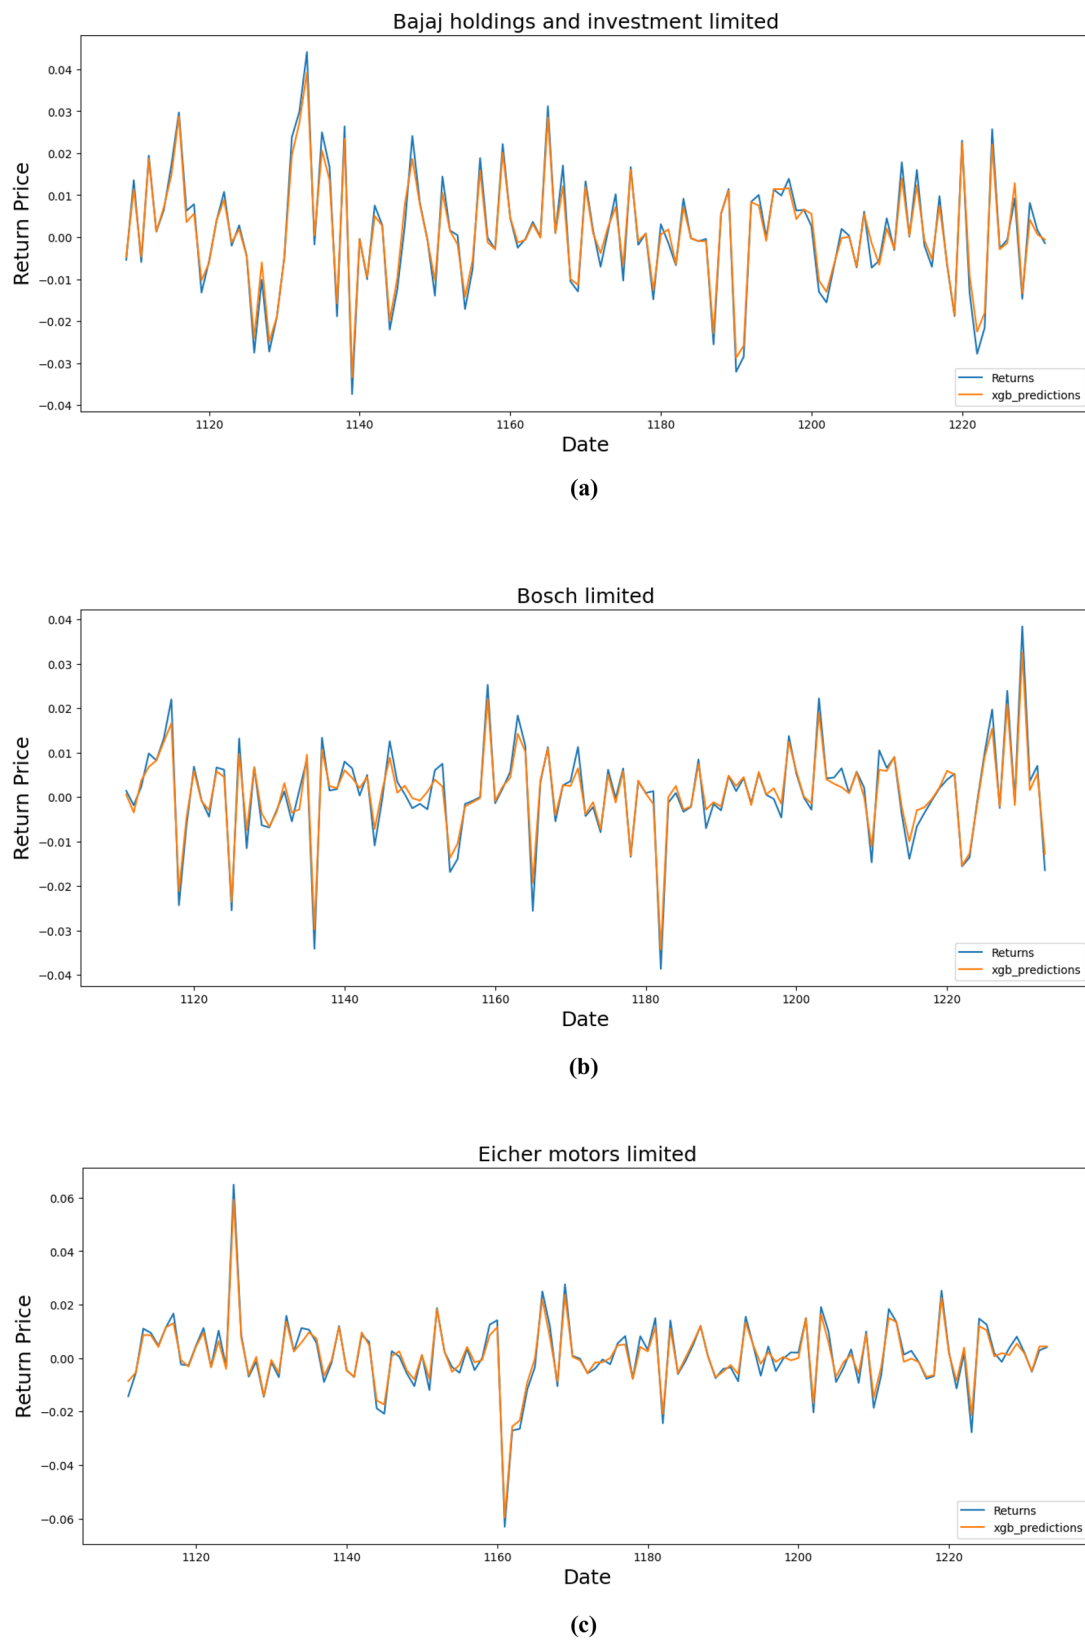 Bajaj holdings and investment limited
Return Price
0.04
0.03
0.02
0.01
0.00
−0.01
−0.02
−0.03
−0.04
1120 1140 1160 1180 1200 1220
Returns
xgb_predictions
Date
(a)
Bosch limited
Return Price
0.04
0.03
0.02
0.01
0.00
−0.01
−0.02
−0.03
−0.04
1120 1140 1160 1180 1200 1220
Returns
xgb_predictions
Date
(b)
Eicher motors limited
Return Price
0.06
0.04
0.02
0.00
−0.02
−0.04
−0.06
1120 1140 1160 1180 1200 1220
Returns
xgb_predictions
Date
(c)